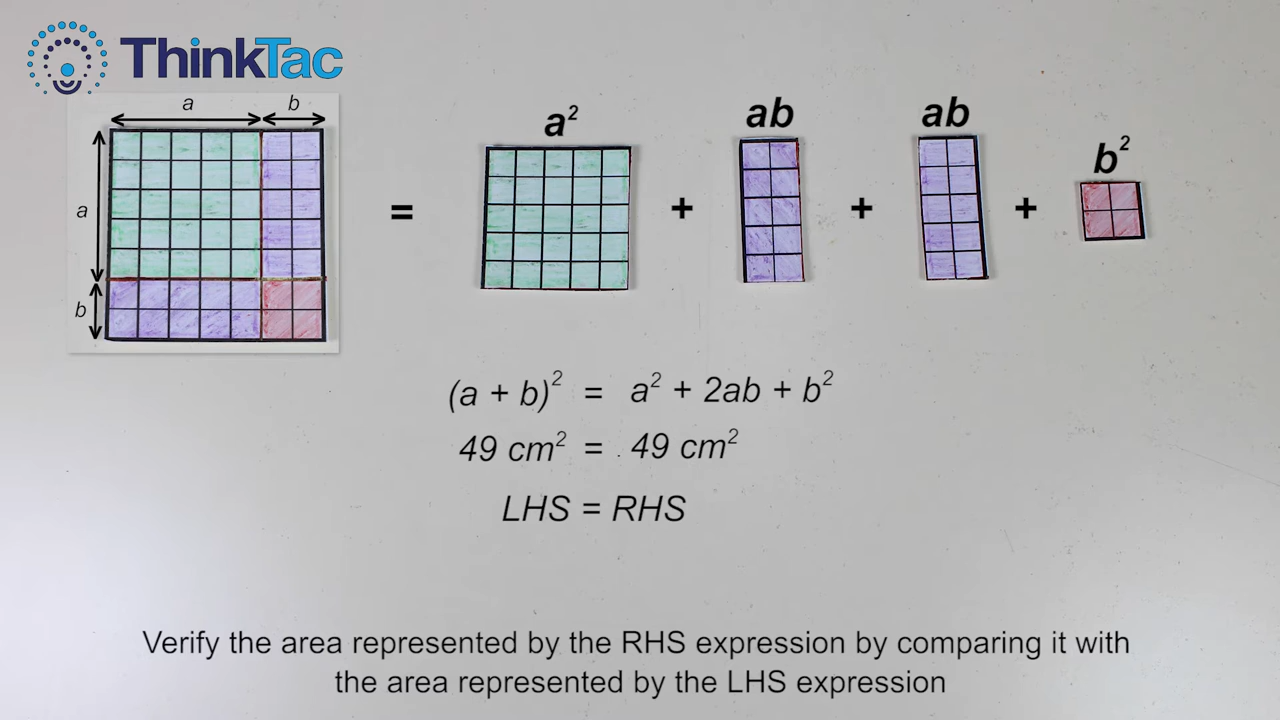 ThinkTac
a b
a² ab ab b²
a = + + +
b
(a + b)² = a² + 2ab + b²
49 cm² = 49 cm²
LHS = RHS
Verify the area represented by the RHS expression by comparing it with
the area represented by the LHS expression